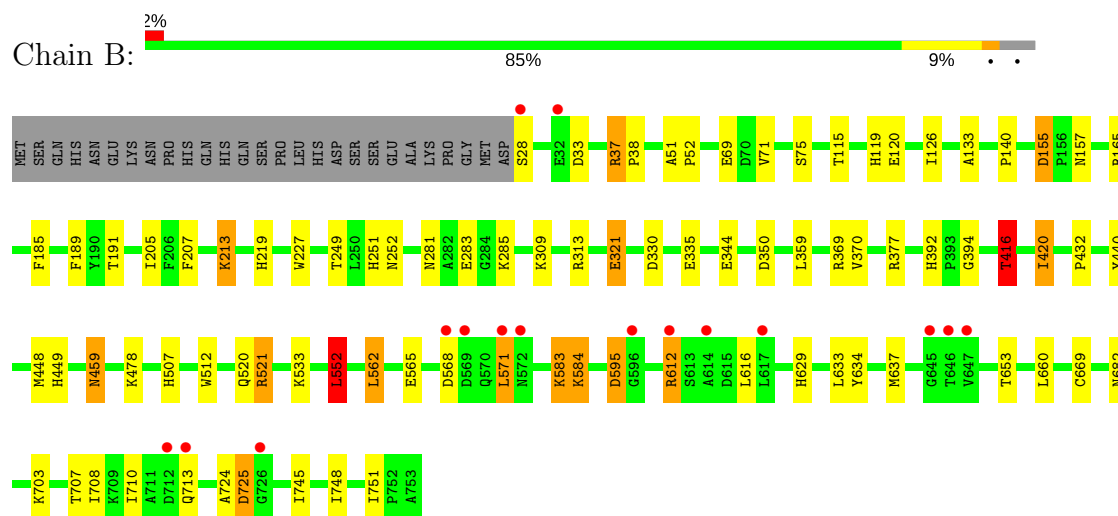 2%
Chain B:
85% 9% • •
MET SER GLN HIS ASN GLU LYS ASN PRO HIS GLN HIS GLN SER PRO LEU HIS ASP SER SER GLU ALA LYS PRO GLY MET ASP S28 E32 D33 R37 P38 A51 P52 E69 D70 V71 S75 T115 H119 E120 I126 A133 P140 D155 P156 N157 R165
F185 F189 Y190 T191 I205 F206 F207 K213 H219 W227 T249 L250 H251 N252 N281 A282 E283 G284 K285 K309 R313 E321 D330 E335 E344 D350 L359 R369 V370 R377 H392 P393 G394 T416 I420 P432 Y440
M448 H449 N459 K478 H507 W512 Q520 R521 K533 L552 L562 E565 D568 D569 Q570 L571 N572 K583 K584 D595 G596 R612 S613 A614 D615 L616 L617 H629 L633 Y634 M637 G645 T646 V647 T653 L660 C669 N682
K703 T707 I708 K709 I710 A711 D712 Q713 A724 D725 G726 I745 I748 I751 P752 A753